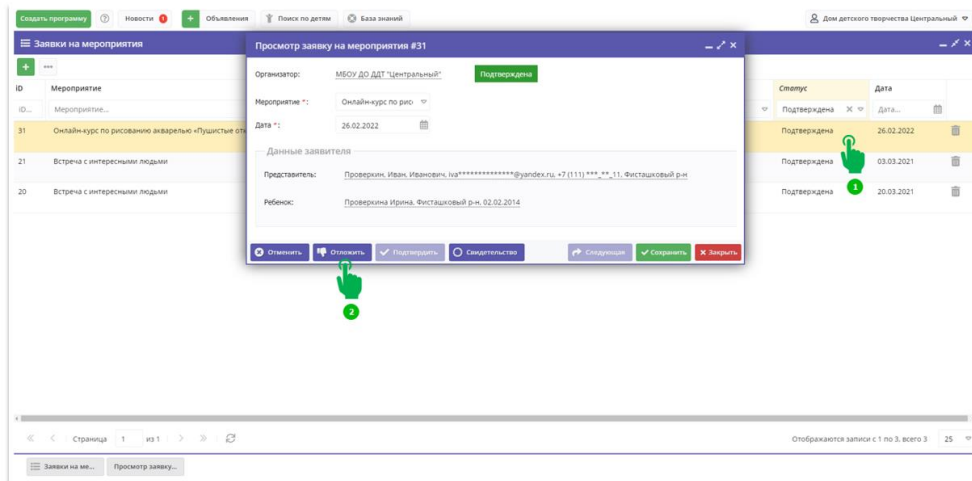 Создать программу ? Новости 1 + Объявления Поиск по детям База знаний Дом детского творчества Центральный
Заявки на мероприятия
Просмотр заявку на мероприятия #31
+ •••
ID Мероприятие Статус Дата
ID... Мероприятие... Подтверждена Дата...
31 Онлайн-курс по рисованию акварелью «Пушистые Подтверждена 26.02.2022
21 Встреча с интересными людьми Подтверждена 03.03.2021
20 Встреча с интересными людьми Подтверждена 20.03.2021
Организатор: МБОУ ДО ДДТ "Центральный" Подтверждена
Мероприятие *: Онлайн-курс по рисо
Дата *: 26.02.2022
Данные заявителя
Представитель: Проверкин, Иван, Иванович, iva**************@yandex.ru, +7 (111) ***_**_11, Фисташковый р-н
Ребенок: Проверкина Ирина, Фисташковый р-н, 02.02.2014
Отменить Отложить Подтвердить Свидетельство Следующая Сохранить Закрыть
1
2
Страница 1 из 1 Отображаются записи с 1 по 3, всего 3 25
Заявки на ме... Просмотр заявку...